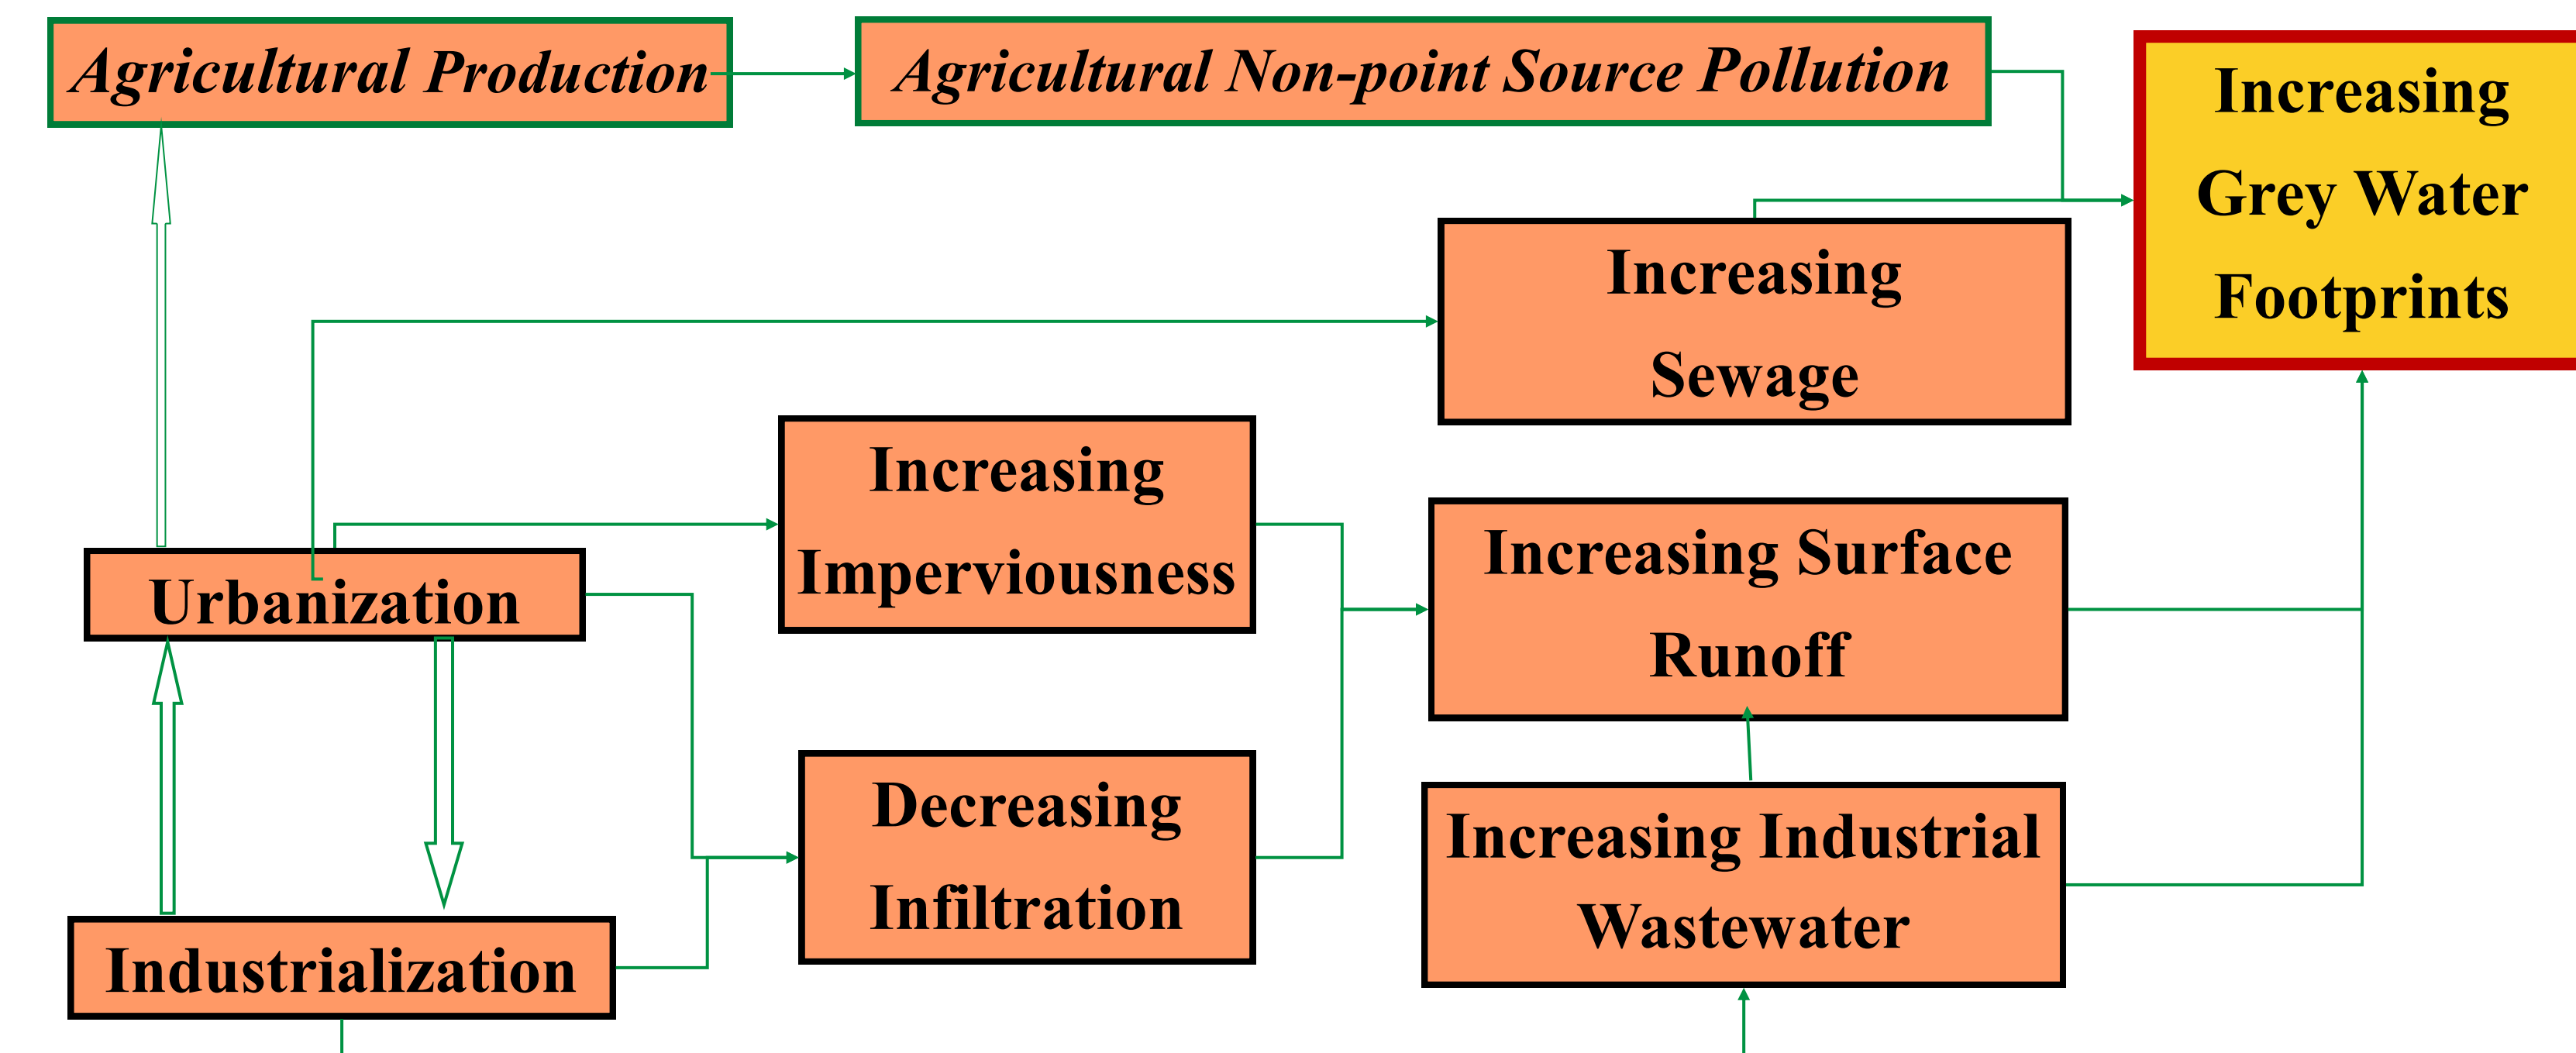 Agricultural Production
Agricultural Non-point Source Pollution
Increasing
Grey Water
Footprints
Increasing
Sewage
Increasing
Imperviousness
Increasing Surface
Runoff
Urbanization
Decreasing
Infiltration
Increasing Industrial
Wastewater
Industrialization